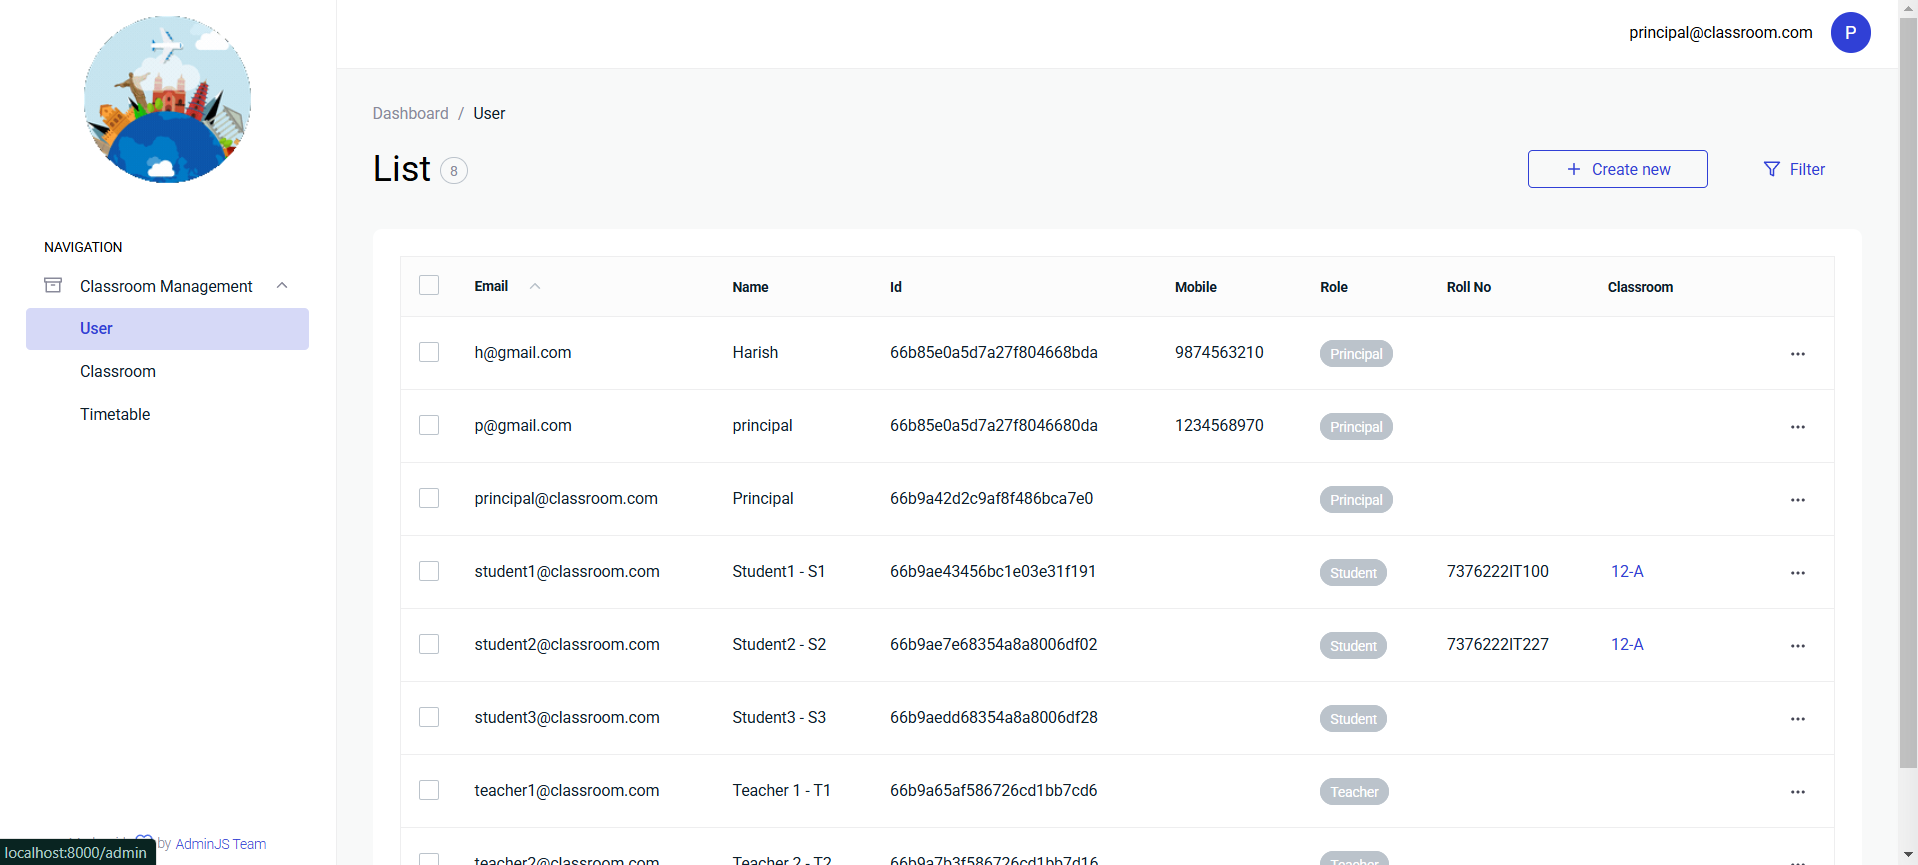 principal@classroom.com P
Dashboard / User
List 8
+ Create new
Filter
NAVIGATION
Classroom Management
User
Classroom
Timetable
Email Name Id Mobile Role Roll No Classroom
h@gmail.com Harish 66b85e0a5d7a27f804668bda 9874563210 Principal
p@gmail.com principal 66b85e0a5d7a27f8046680da 1234568970 Principal
principal@classroom.com Principal 66b9a42d2c9af8f486bca7e0 Principal
student1@classroom.com Student1 - S1 66b9ae43456bc1e03e31f191 Student 7376222IT100 12-A
student2@classroom.com Student2 - S2 66b9ae7e68354a8a8006df02 Student 7376222IT227 12-A
student3@classroom.com Student3 - S3 66b9aedd68354a8a8006df28 Student
teacher1@classroom.com Teacher 1 - T1 66b9a65af586726cd1bb7cd6 Teacher
teacher2@classroom.com Teacher 2 - T2 66b9a7b3f586726cd1bb7d16 Teacher
by AdminJS Team
localhost:8000/admin